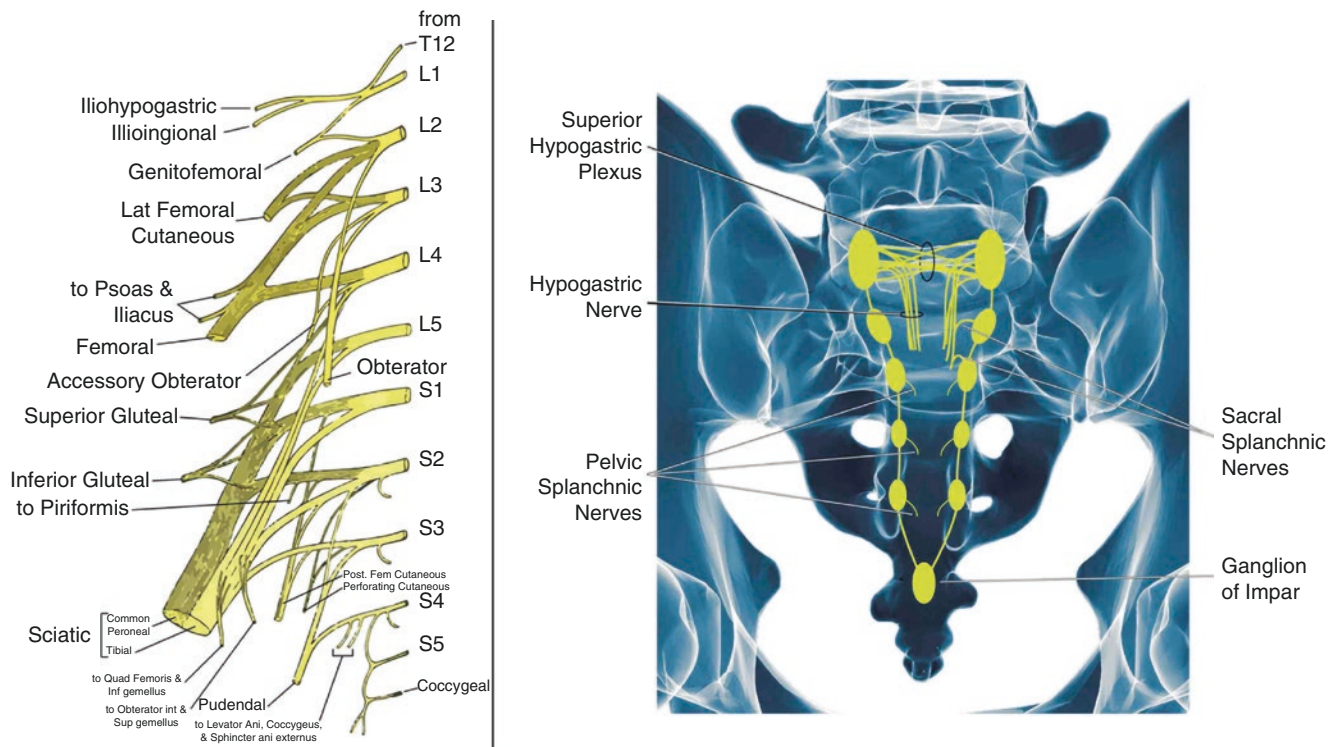 from
T12
L1
Iliohypogastric
Illioingional
L2
Genitofemoral
L3
Lat Femoral
Cutaneous
L4
to Psoas &
Iliacus
L5
Femoral
Accessory Obterator
Obterator
S1
Superior Gluteal
S2
Inferior Gluteal
to Piriformis
S3
Post. Fem Cutaneous
Perforating Cutaneous
S4
Sciatic
Common
Peroneal
Tibial
S5
to Quad Femoris &
Inf gemellus
Pudendal
Coccygeal
to Obterator int &
Sup gemellus
to Levator Ani, Coccygeus,
& Sphincter ani externus
Superior
Hypogastric
Plexus
Hypogastric
Nerve
Pelvic
Splanchnic
Nerves
Sacral
Splanchnic
Nerves
Ganglion
of Impar